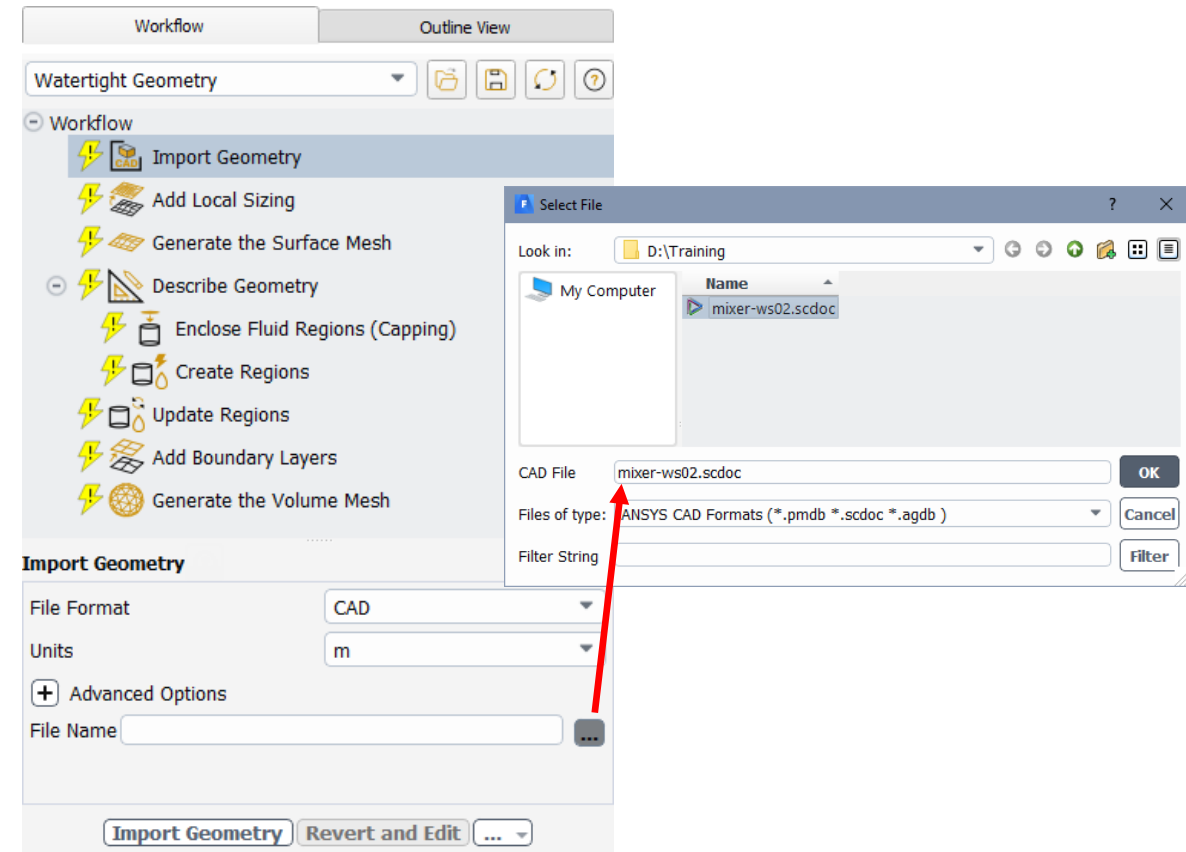 Workflow
Outline View
Watertight Geometry
Workflow
Import Geometry
Add Local Sizing
Generate the Surface Mesh
Describe Geometry
Enclose Fluid Regions (Capping)
Create Regions
Update Regions
Add Boundary Layers
Generate the Volume Mesh
Import Geometry
File Format CAD
Units m
Advanced Options
File Name ...
Import Geometry Revert and Edit ...
Select File
Look in: D:\Training
My Computer
Name
mixer-ws02.scdoc
CAD File mixer-ws02.scdoc OK
Files of type: ANSYS CAD Formats (*.pmdb *.scdoc *.agdb ) Cancel
Filter String Filter